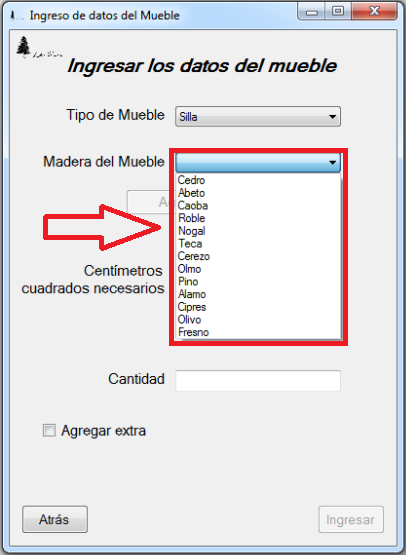 Ingreso de datos del Mueble
Ingresar los datos del mueble
Tipo de Mueble Silla
Madera del Mueble
Cedro
Abeto
Caoba
Roble
Nogal
Teca
Cerezo
Olmo
Pino
Alamo
Cipres
Olivo
Fresno
Centímetros
cuadrados necesarios
Cantidad
Agregar extra
Atrás Ingresar